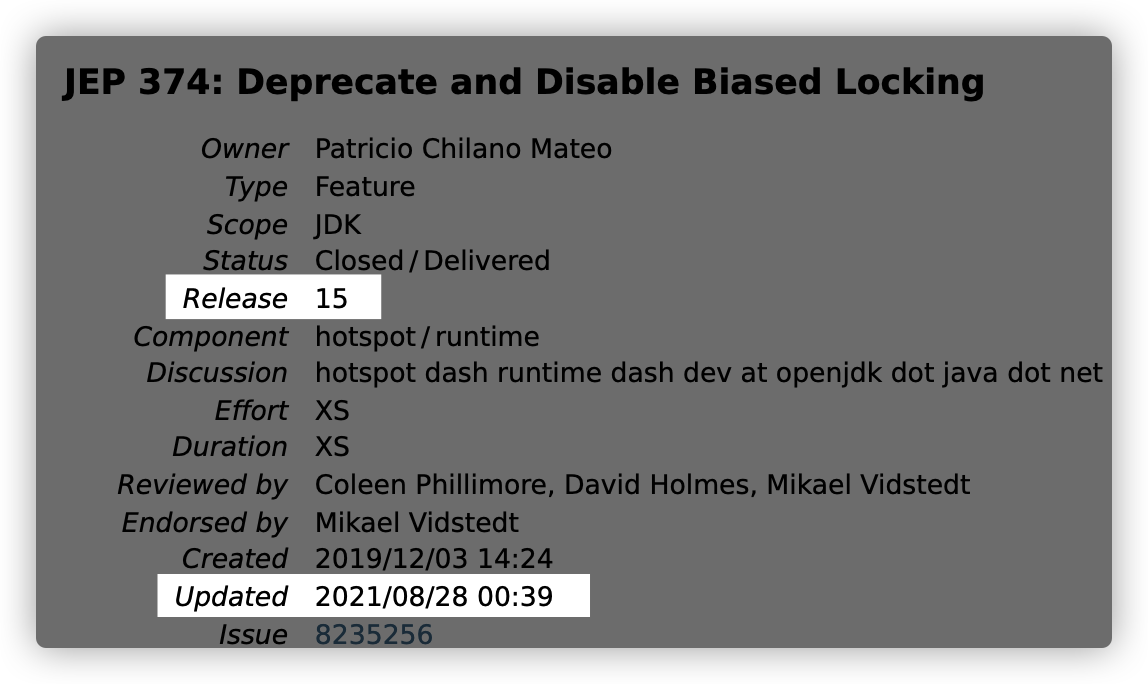 JEP 374: Deprecate and Disable Biased Locking
Owner Patricio Chilano Mateo
Type Feature
Scope JDK
Status Closed / Delivered
Release 15
Component hotspot / runtime
Discussion hotspot dash runtime dash dev at openjdk dot java dot net
Effort XS
Duration XS
Reviewed by Coleen Phillimore, David Holmes, Mikael Vidstedt
Endorsed by Mikael Vidstedt
Created 2019/12/03 14:24
Updated 2021/08/28 00:39
Issue 8235256